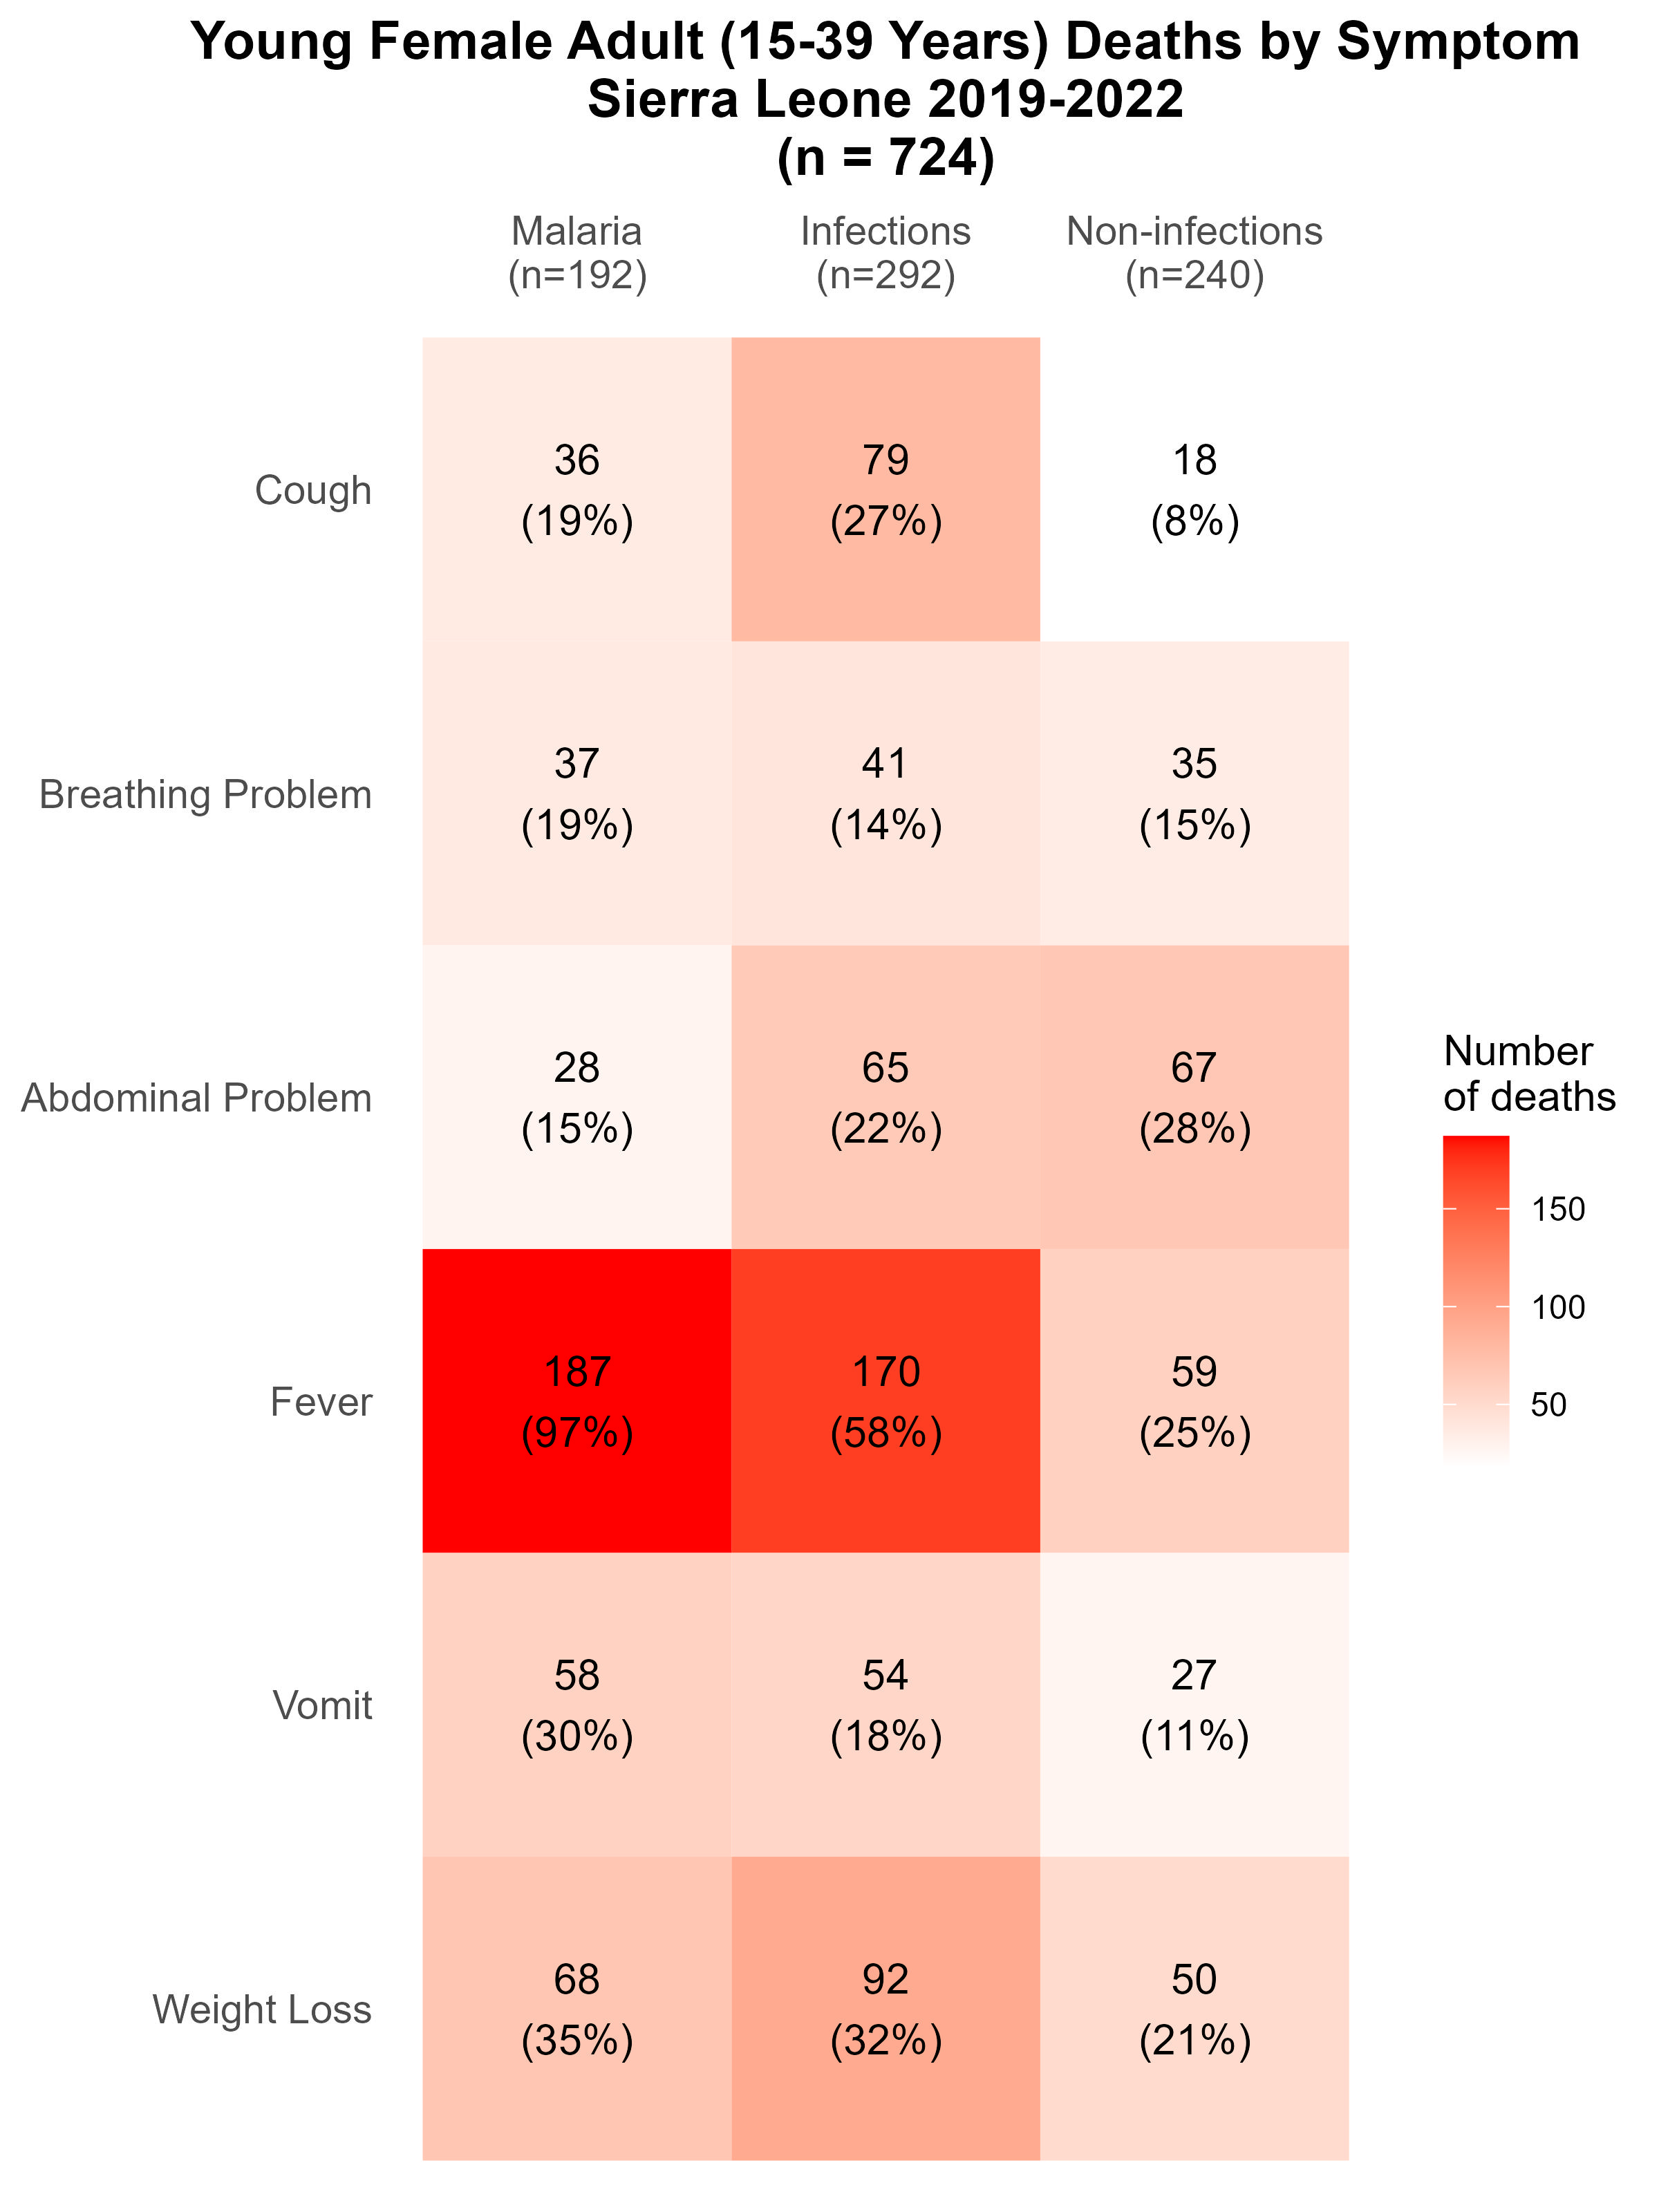 Young Female Adult (15-39 Years) Deaths by Symptom
Sierra Leone 2019-2022
(n = 724)
Malaria
(n=192)
Infections
(n=292)
Non-infections
(n=240)
Cough
36
(19%)
79
(27%)
18
(8%)
Breathing Problem
37
(19%)
41
(14%)
35
(15%)
Abdominal Problem
28
(15%)
65
(22%)
67
(28%)
Fever
187
(97%)
170
(58%)
59
(25%)
Vomit
58
(30%)
54
(18%)
27
(11%)
Weight Loss
68
(35%)
92
(32%)
50
(21%)
Number
of deaths
150
100
50